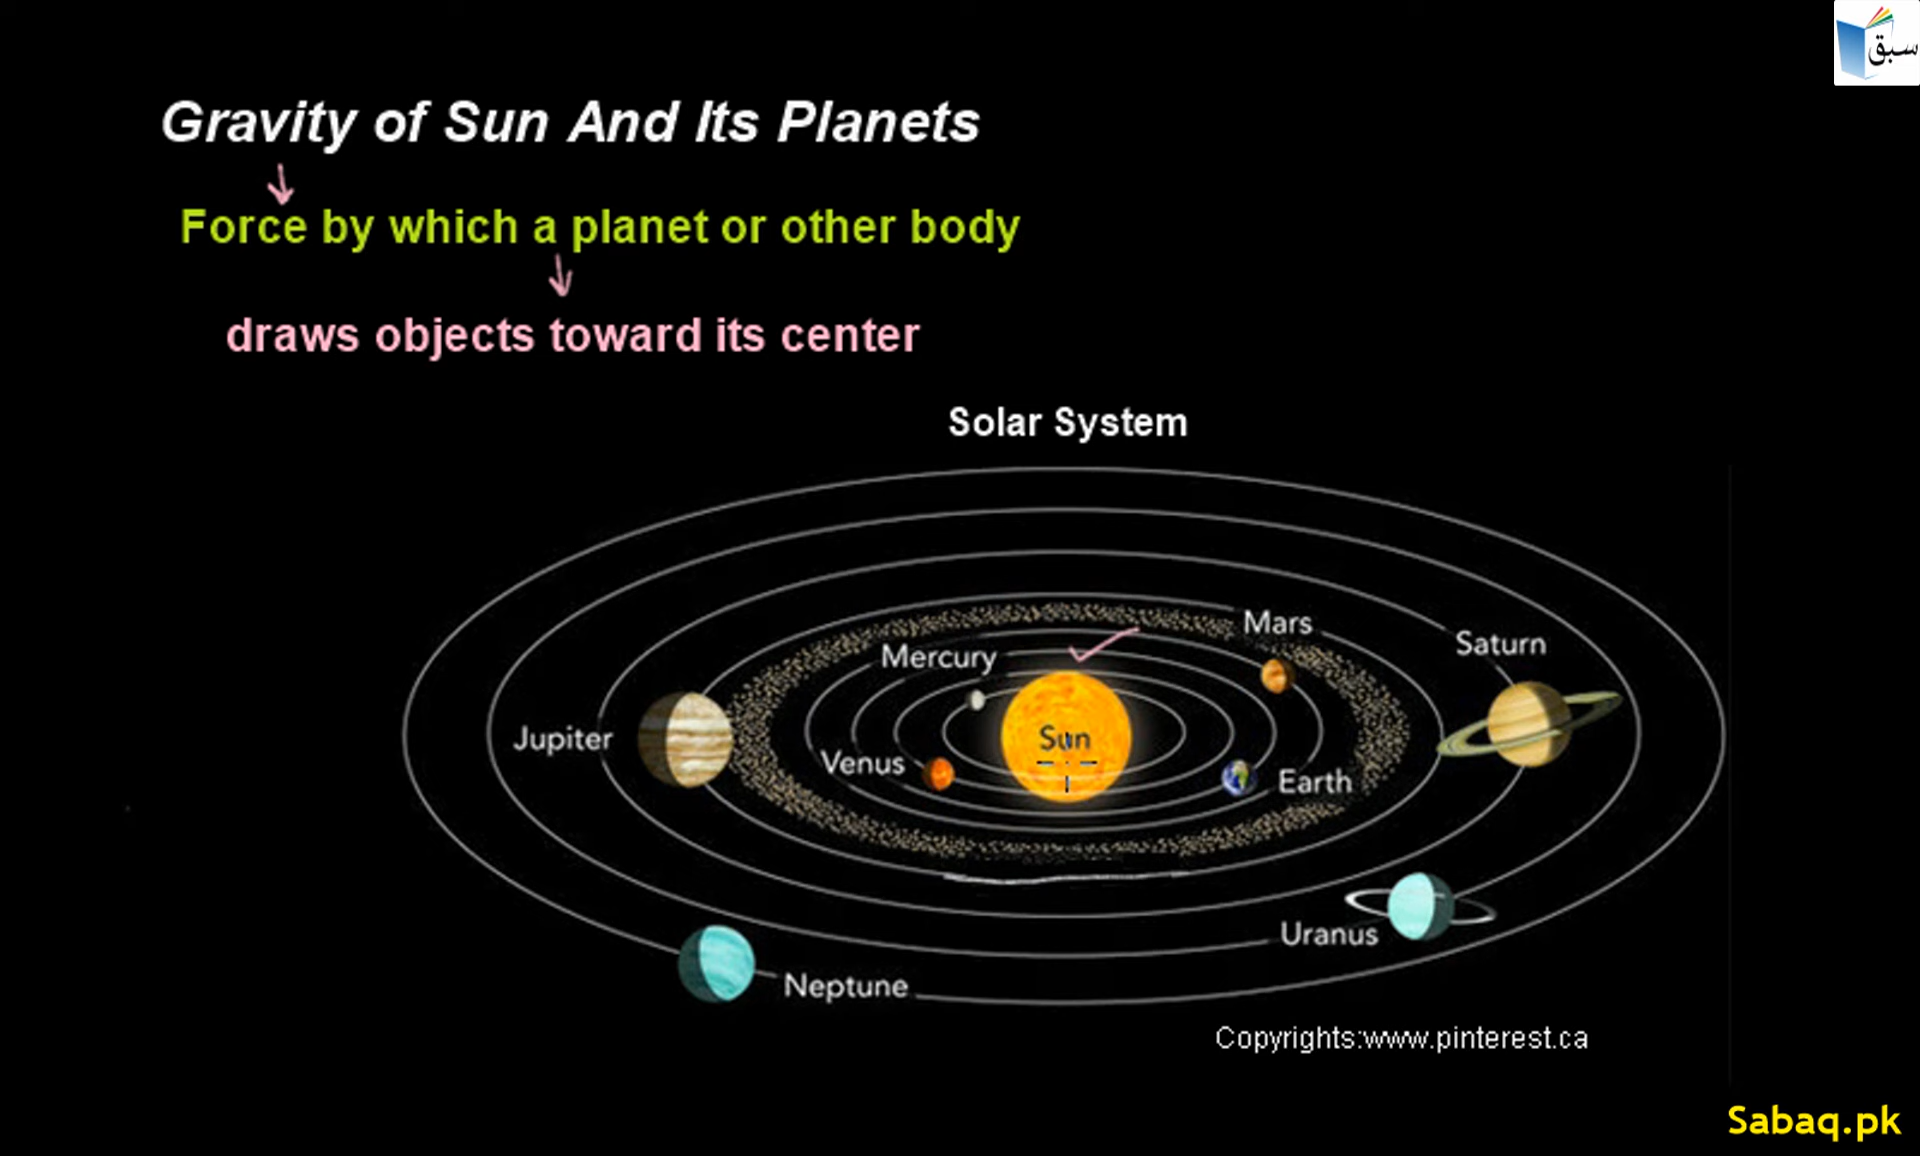 سبق
Gravity of Sun And Its Planets
Force by which a planet or other body
draws objects toward its center
Solar System
Mars
Saturn
Mercury
Jupiter
Sun
Venus
Earth
Uranus
Neptune
Copyrights:www.pinterest.ca
Sabaq.pk